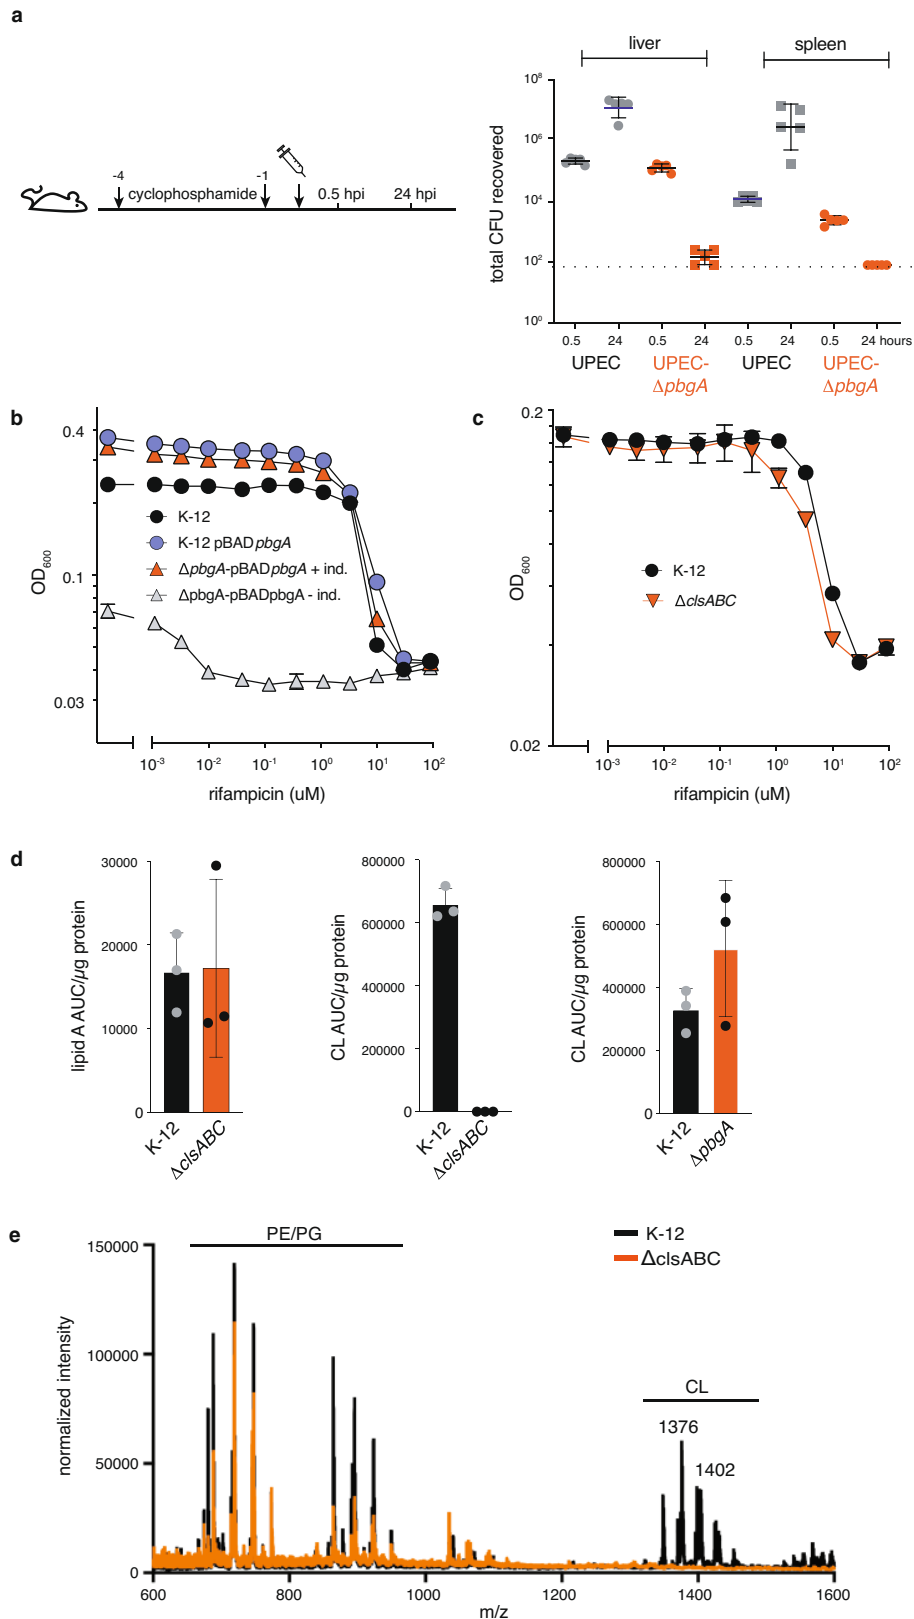 a
liver
spleen
-4
cyclophosphamide
-1
0.5 hpi
24 hpi
total CFU recovered
10⁸
10⁶
10⁴
10²
10⁰
0.5
24
0.5
24
0.5
24
0.5
24 hours
UPEC
UPEC-ΔpbgA
UPEC
UPEC-ΔpbgA
b
OD₆₀₀
0.4
0.1
0.03
K-12
K-12 pBADpbgA
ΔpbgA-pBADpbgA + ind.
ΔpbgA-pBADpbgA - ind.
10⁻³
10⁻²
10⁻¹
10⁰
10¹
10²
rifampicin (uM)
c
OD₆₀₀
0.2
0.02
K-12
ΔclsABC
10⁻³
10⁻²
10⁻¹
10⁰
10¹
10²
rifampicin (uM)
d
lipid A AUC/µg protein
30000
20000
10000
0
K-12
ΔclsABC
CL AUC/µg protein
800000
600000
400000
200000
0
K-12
ΔclsABC
CL AUC/µg protein
800000
600000
400000
200000
0
K-12
ΔpbgA
e
PE/PG
K-12
ΔclsABC
normalized intensity
150000
100000
50000
0
CL
1376
1402
600
800
1000
1200
1400
1600
m/z